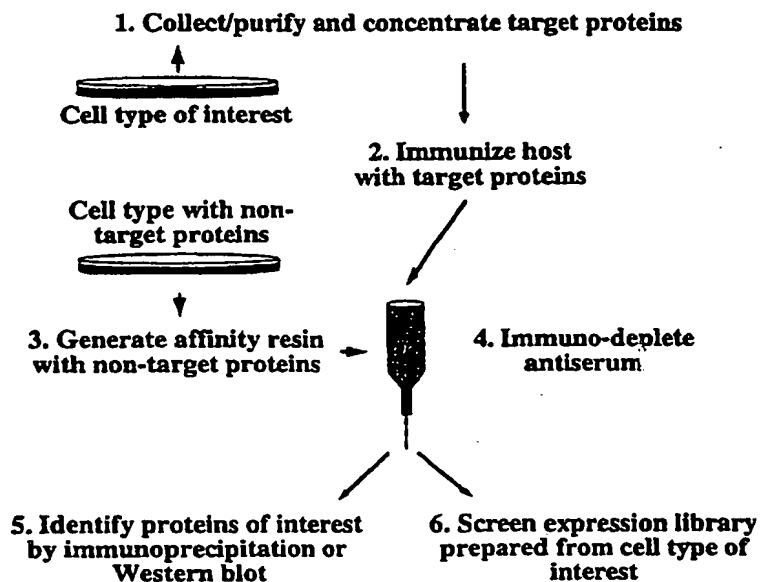 1. Collect/purify and concentrate target proteins
Cell type of interest
2. Immunize host
with target proteins
Cell type with non-
target proteins
3. Generate affinity resin
with non-target proteins
4. Immuno-deplete
antiserum
5. Identify proteins of interest
by immunoprecipitation or
Western blot
6. Screen expression library
prepared from cell type of
interest